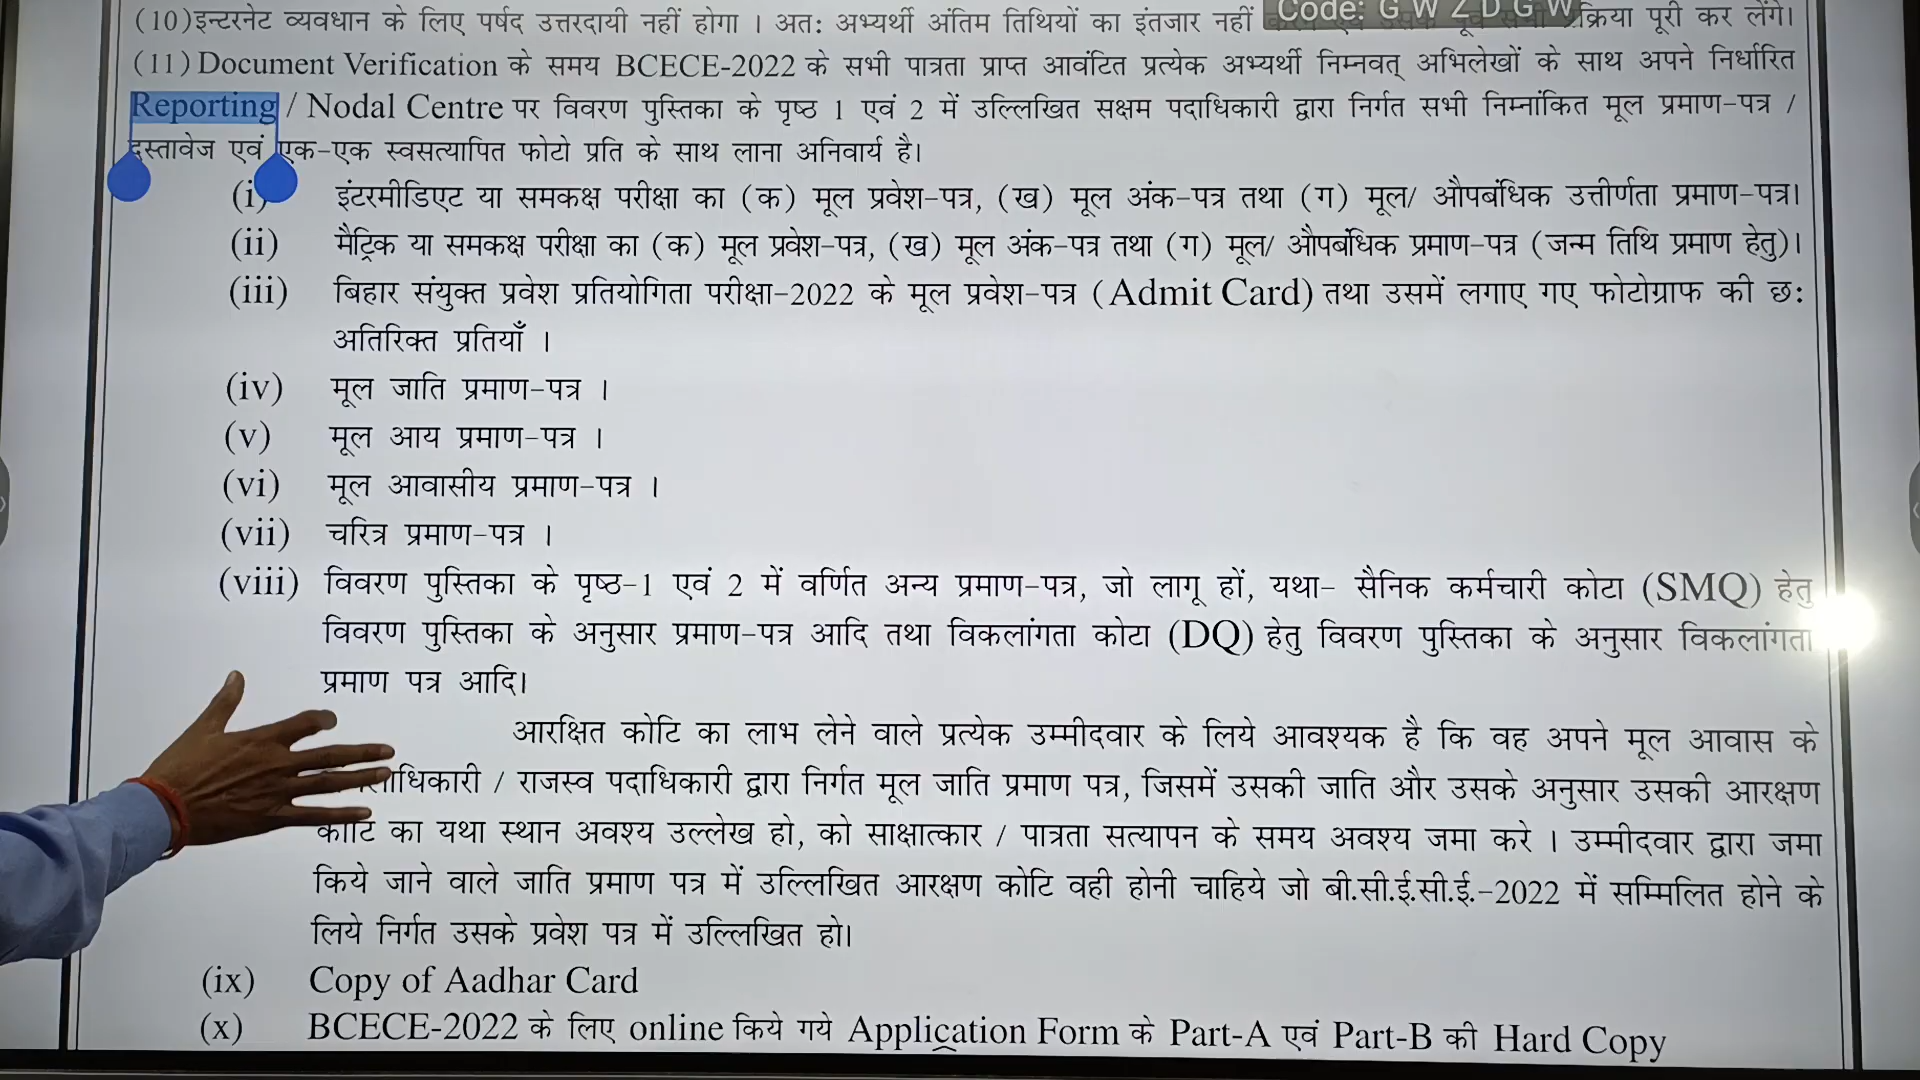 (10)इन्टरनेट व्यवधान के लिए पर्षद उत्तरदायी नहीं होगा । अतः अभ्यर्थी अंतिम तिथियों का इंतजार नहीं प्रक्रिया पूरी कर लेंगे।
Code: G W Z D G W
(11) Document Verification के समय BCECE-2022 के सभी पात्रता प्राप्त आवंटित प्रत्येक अभ्यर्थी निम्नवत् अभिलेखों के साथ अपने निर्धारित
Reporting / Nodal Centre पर विवरण पुस्तिका के पृष्ठ 1 एवं 2 में उल्लिखित सक्षम पदाधिकारी द्वारा निर्गत सभी निम्नांकित मूल प्रमाण-पत्र /
दस्तावेज एवं एक-एक स्वसत्यापित फोटो प्रति के साथ लाना अनिवार्य है।
(i) इंटरमीडिएट या समकक्ष परीक्षा का (क) मूल प्रवेश-पत्र, (ख) मूल अंक-पत्र तथा (ग) मूल/ औपबंधिक उत्तीर्णता प्रमाण-पत्र।
(ii) मैट्रिक या समकक्ष परीक्षा का (क) मूल प्रवेश-पत्र, (ख) मूल अंक-पत्र तथा (ग) मूल/ औपबंधिक प्रमाण-पत्र (जन्म तिथि प्रमाण हेतु)।
(iii) बिहार संयुक्त प्रवेश प्रतियोगिता परीक्षा-2022 के मूल प्रवेश-पत्र (Admit Card) तथा उसमें लगाए गए फोटोग्राफ की छः
अतिरिक्त प्रतियाँ ।
(iv) मूल जाति प्रमाण-पत्र ।
(v) मूल आय प्रमाण-पत्र ।
(vi) मूल आवासीय प्रमाण-पत्र ।
(vii) चरित्र प्रमाण-पत्र ।
(viii) विवरण पुस्तिका के पृष्ठ-1 एवं 2 में वर्णित अन्य प्रमाण-पत्र, जो लागू हों, यथा- सैनिक कर्मचारी कोटा (SMQ) हेतु
विवरण पुस्तिका के अनुसार प्रमाण-पत्र आदि तथा विकलांगता कोटा (DQ) हेतु विवरण पुस्तिका के अनुसार विकलांगता
प्रमाण पत्र आदि।
आरक्षित कोटि का लाभ लेने वाले प्रत्येक उम्मीदवार के लिये आवश्यक है कि वह अपने मूल आवास के
/ राजस्व पदाधिकारी द्वारा निर्गत मूल जाति प्रमाण पत्र, जिसमें उसकी जाति और उसके अनुसार उसकी आरक्षण
कोटि का यथा स्थान अवश्य उल्लेख हो, को साक्षात्कार / पात्रता सत्यापन के समय अवश्य जमा करे । उम्मीदवार द्वारा जमा
किये जाने वाले जाति प्रमाण पत्र में उल्लिखित आरक्षण कोटि वही होनी चाहिये जो बी.सी.ई.सी.ई.-2022 में सम्मिलित होने के
लिये निर्गत उसके प्रवेश पत्र में उल्लिखित हो।
(ix) Copy of Aadhar Card
(x) BCECE-2022 के लिए online किये गये Application Form के Part-A एवं Part-B की Hard Copy